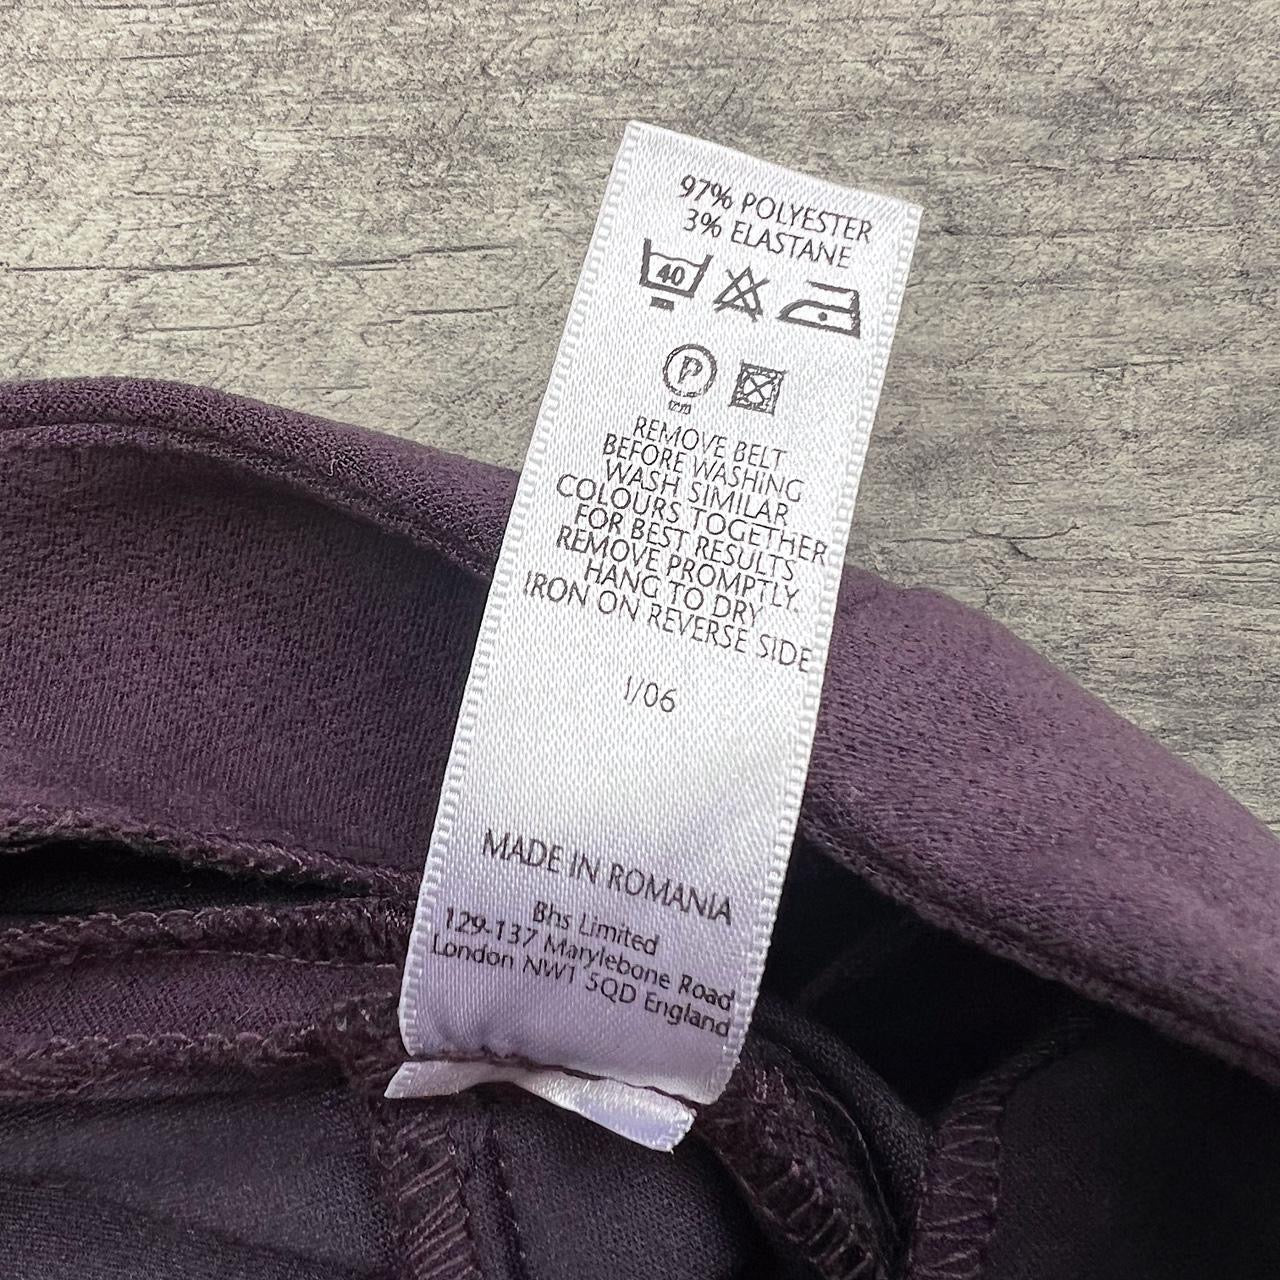 97% POLYESTER
3% ELASTANE
40
P
REMOVE BELT
BEFORE WASHING
WASH SIMILAR
COLOURS TOGETHER
FOR BEST RESULTS
REMOVE PROMPTLY.
HANG TO DRY
IRON ON REVERSE SIDE
1/06
MADE IN ROMANIA
Bhs Limited
129-137 Marylebone Road
London NW1 5QD England